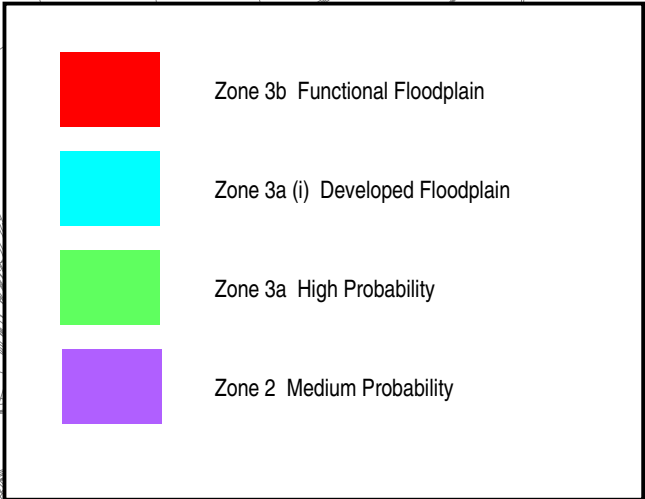 Zone 3b  Functional Floodplain
Zone 3a (i)  Developed Floodplain
Zone 3a  High Probability
Zone 2  Medium Probability